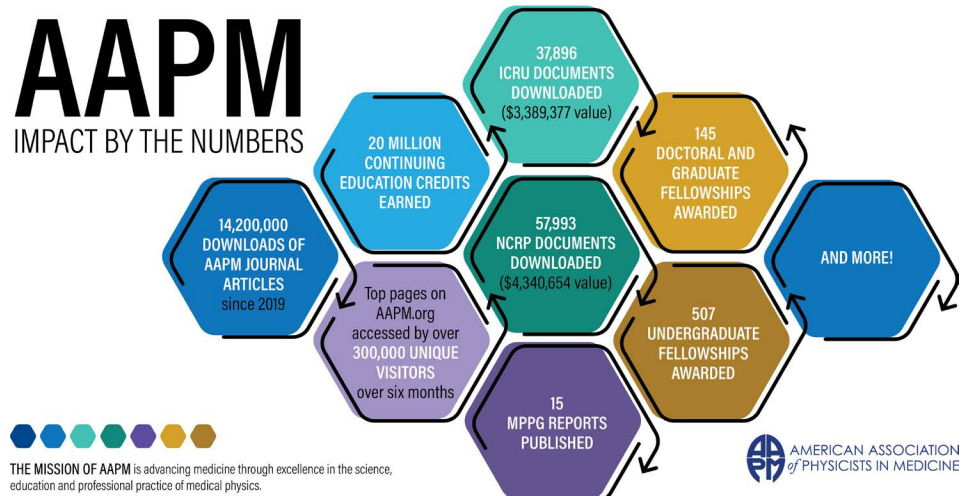 AAPM
IMPACT BY THE NUMBERS
14,200,000
DOWNLOADS OF
AAPM JOURNAL
ARTICLES
since 2019
20 MILLION
CONTINUING
EDUCATION CREDITS
EARNED
Top pages on
AAPM.org
accessed by over
300,000 UNIQUE
VISITORS
over six months
37,896
ICRU DOCUMENTS
DOWNLOADED
($3,389,377 value)
57,993
NCRP DOCUMENTS
DOWNLOADED
($4,340,654 value)
15
MPPG REPORTS
PUBLISHED
145
DOCTORAL AND
GRADUATE
FELLOWSHIPS
AWARDED
507
UNDERGRADUATE
FELLOWSHIPS
AWARDED
AND MORE!
THE MISSION OF AAPM is advancing medicine through excellence in the science,
education and professional practice of medical physics.
AAPM
AMERICAN ASSOCIATION
of PHYSICISTS IN MEDICINE